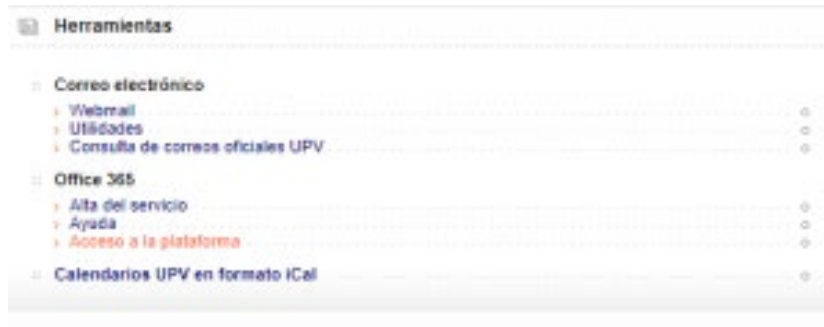 Herramientas
Correo electrónico
Webmail
Utilidades
Consulta de correos oficiales UPV
Office 365
Alta del servicio
Ayuda
Acceso a la plataforma
Calendarios UPV en formato iCal